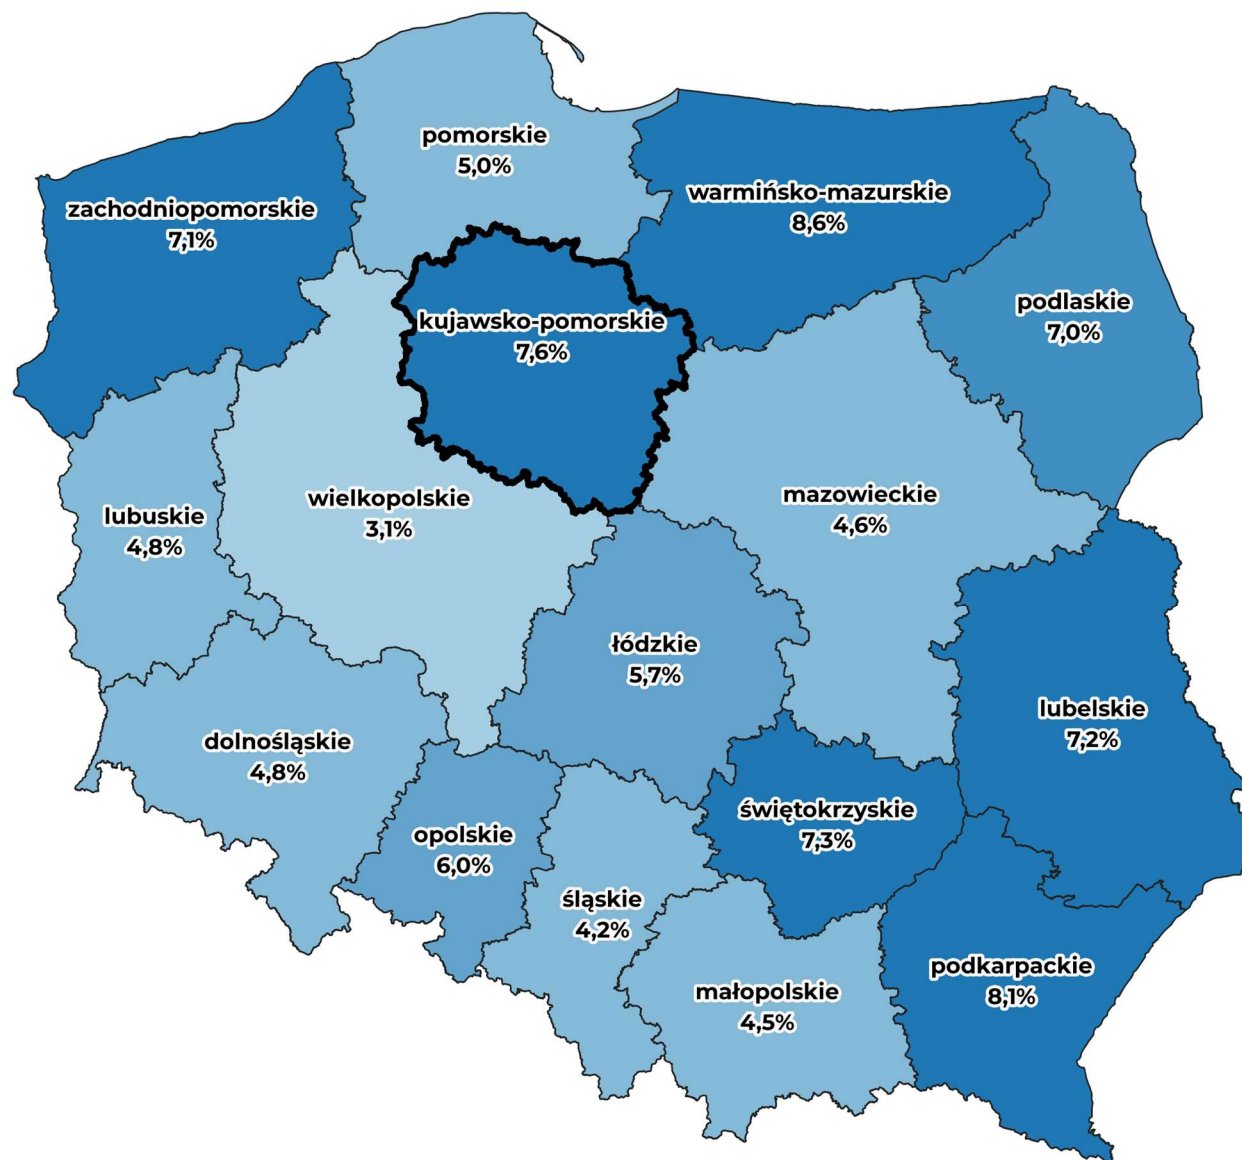 pomorskie
5,0%
warmińsko-mazurskie
8,6%
zachodniopomorskie
7,1%
podlaskie
7,0%
kujawsko-pomorskie
7,6%
wielkopolskie
3,1%
mazowieckie
4,6%
lubuskie
4,8%
łódzkie
5,7%
lubelskie
7,2%
dolnośląskie
4,8%
świętokrzyskie
7,3%
opolskie
6,0%
śląskie
4,2%
podkarpackie
8,1%
małopolskie
4,5%